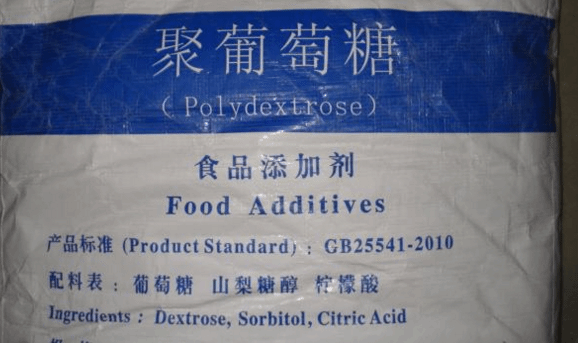 聚葡萄糖
(Polydextrose)
食品添加剂
Food Additives
产品标准 (Product Standard) : GB25541-2010
配料表 : 葡萄糖 山梨糖醇 柠檬酸
Ingredients : Dextrose, Sorbitol, Citric Acid